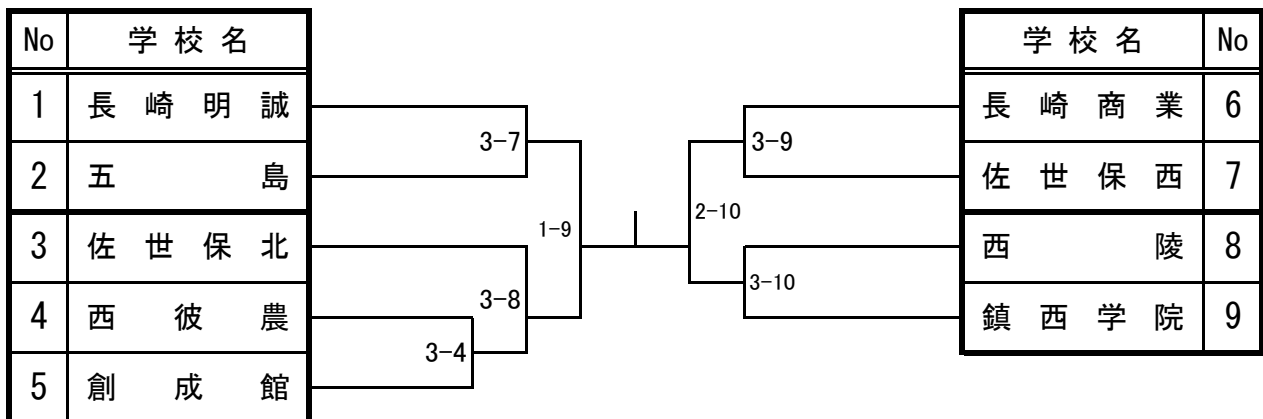 No 学校名
1 長崎明誠
2 五島
3 佐世保北
4 西彼農
5 創成館
3-7
1-9
3-8
3-4
3-9
2-10
3-10
学校名 No
長崎商業 6
佐世保西 7
西陵 8
鎮西学院 9